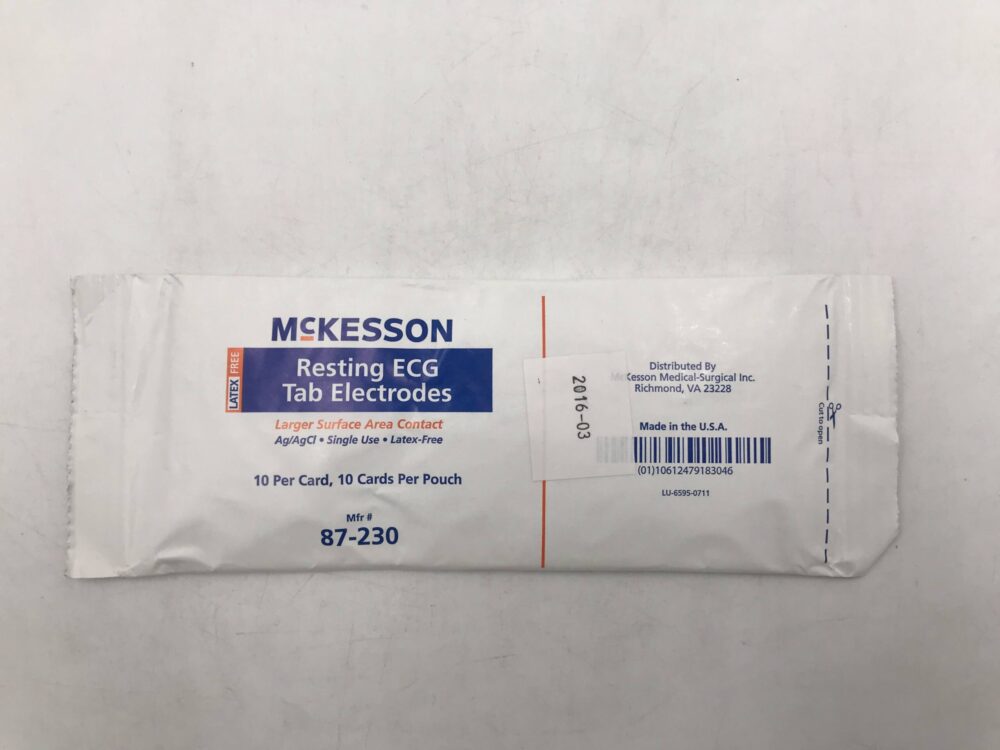 McKESSON
LATEX FREE
Resting ECG
Tab Electrodes
Larger Surface Area Contact
Ag/AgCl • Single Use • Latex-Free
10 Per Card, 10 Cards Per Pouch
Mfr #
87-230
2016-03
Distributed By
McKesson Medical-Surgical Inc.
Richmond, VA 23228
Made in the U.S.A.
(01)10612479183046
LU-6595-0711
Cut to open